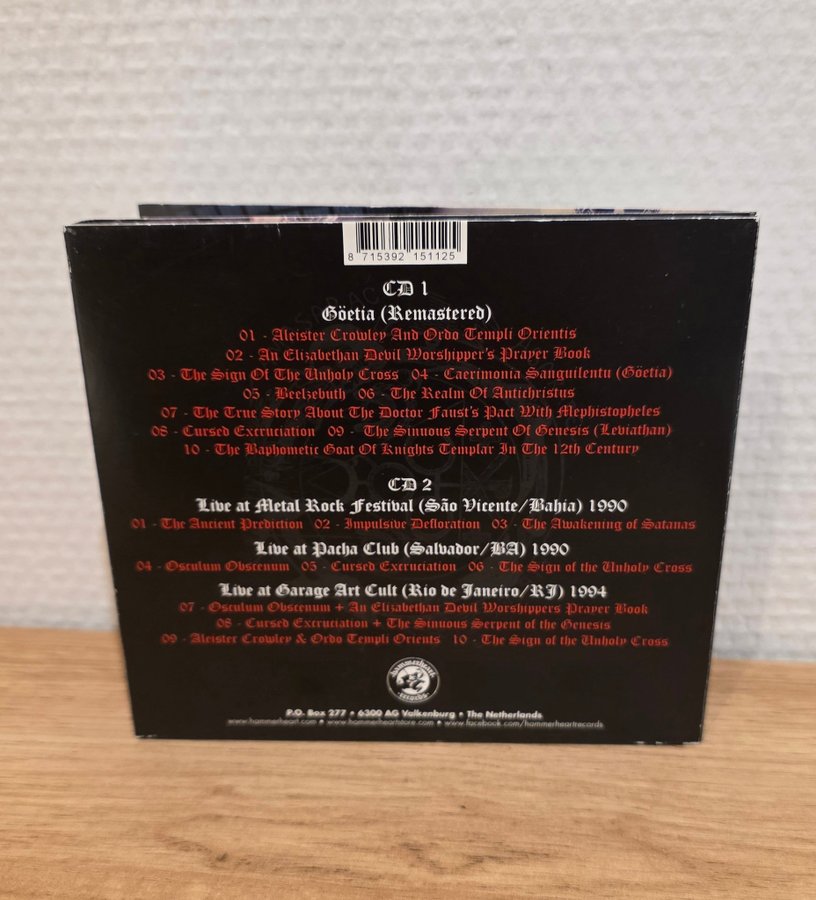 8 715392 151125
CD 1
Göetia (Remastered)
01 - Aleister Crowley And Ordo Templi Orientis
02 - An Elizabethan Devil Worshipper's Prayer Book
03 - The Sign Of The Unholy Cross 04 - Caerimonia Sanguilentu (Göetia)
05 - Beelzebuth 06 - The Realm Of Antichristus
07 - The True Story About The Doctor Faust's Pact With Mephistopheles
08 - Cursed Excruciation 09 - The Sinuous Serpent Of Genesis (Leviathan)
10 - The Baphometic Goat Of Knights Templar In The 12th Century
CD 2
Live at Metal Rock Festival (São Vicente/Bahia) 1990
01 - The Ancient Prediction 02 - Impulsive Defloration 03 - The Awakening of Satanas
Live at Pacha Club (Salvador/BA) 1990
04 - Osculum Obscenum 05 - Cursed Excruciation 06 - The Sign of the Unholy Cross
Live at Garage Art Cult (Rio de Janeiro/RJ) 1994
07 - Osculum Obscenum + An Elizabethan Devil Worshippers Prayer Book
08 - Cursed Excruciation + The Sinuous Serpent of the Genesis
09 - Aleister Crowley & Ordo Templi Orients 10 - The Sign of the Unholy Cross
hammerheart
records
P.O. Box 277 • 6300 AG Valkenburg • The Netherlands
www.hammerheart.com • www.hammerheartstore.com • www.facebook.com/hammerheartrecords